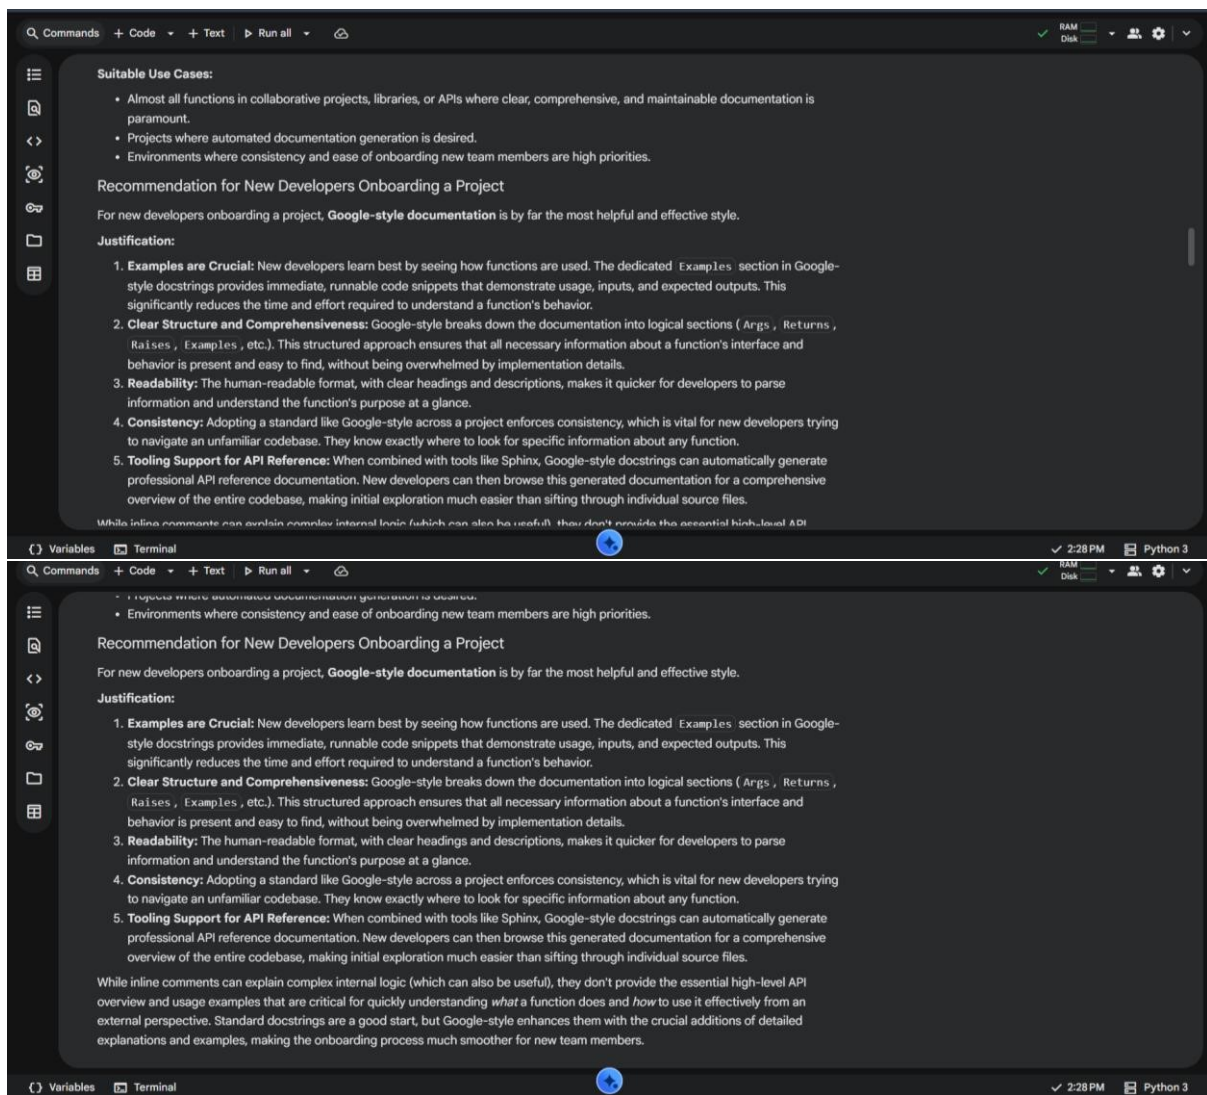 Commands + Code + Text Run all RAM
Disk
Suitable Use Cases:
• Almost all functions in collaborative projects, libraries, or APIs where clear, comprehensive, and maintainable documentation is
paramount.
• Projects where automated documentation generation is desired.
• Environments where consistency and ease of onboarding new team members are high priorities.
Recommendation for New Developers Onboarding a Project
For new developers onboarding a project, Google-style documentation is by far the most helpful and effective style.
Justification:
1. Examples are Crucial: New developers learn best by seeing how functions are used. The dedicated Examples section in Google-
style docstrings provides immediate, runnable code snippets that demonstrate usage, inputs, and expected outputs. This
significantly reduces the time and effort required to understand a function's behavior.
2. Clear Structure and Comprehensiveness: Google-style breaks down the documentation into logical sections ( Args , Returns ,
Raises , Examples , etc.). This structured approach ensures that all necessary information about a function's interface and
behavior is present and easy to find, without being overwhelmed by implementation details.
3. Readability: The human-readable format, with clear headings and descriptions, makes it quicker for developers to parse
information and understand the function's purpose at a glance.
4. Consistency: Adopting a standard like Google-style across a project enforces consistency, which is vital for new developers trying
to navigate an unfamiliar codebase. They know exactly where to look for specific information about any function.
5. Tooling Support for API Reference: When combined with tools like Sphinx, Google-style docstrings can automatically generate
professional API reference documentation. New developers can then browse this generated documentation for a comprehensive
overview of the entire codebase, making initial exploration much easier than sifting through individual source files.
While inline comments can explain complex internal logic (which can also be useful), they don't provide the essential high-level API
{} Variables Terminal 2:28 PM Python 3
Commands + Code + Text Run all RAM
Disk
• Projects where automated documentation generation is desired.
• Environments where consistency and ease of onboarding new team members are high priorities.
Recommendation for New Developers Onboarding a Project
For new developers onboarding a project, Google-style documentation is by far the most helpful and effective style.
Justification:
1. Examples are Crucial: New developers learn best by seeing how functions are used. The dedicated Examples section in Google-
style docstrings provides immediate, runnable code snippets that demonstrate usage, inputs, and expected outputs. This
significantly reduces the time and effort required to understand a function's behavior.
2. Clear Structure and Comprehensiveness: Google-style breaks down the documentation into logical sections ( Args , Returns ,
Raises , Examples , etc.). This structured approach ensures that all necessary information about a function's interface and
behavior is present and easy to find, without being overwhelmed by implementation details.
3. Readability: The human-readable format, with clear headings and descriptions, makes it quicker for developers to parse
information and understand the function's purpose at a glance.
4. Consistency: Adopting a standard like Google-style across a project enforces consistency, which is vital for new developers trying
to navigate an unfamiliar codebase. They know exactly where to look for specific information about any function.
5. Tooling Support for API Reference: When combined with tools like Sphinx, Google-style docstrings can automatically generate
professional API reference documentation. New developers can then browse this generated documentation for a comprehensive
overview of the entire codebase, making initial exploration much easier than sifting through individual source files.
While inline comments can explain complex internal logic (which can also be useful), they don't provide the essential high-level API
overview and usage examples that are critical for quickly understanding what a function does and how to use it effectively from an
external perspective. Standard docstrings are a good start, but Google-style enhances them with the crucial additions of detailed
explanations and examples, making the onboarding process much smoother for new team members.
{} Variables Terminal 2:28 PM Python 3